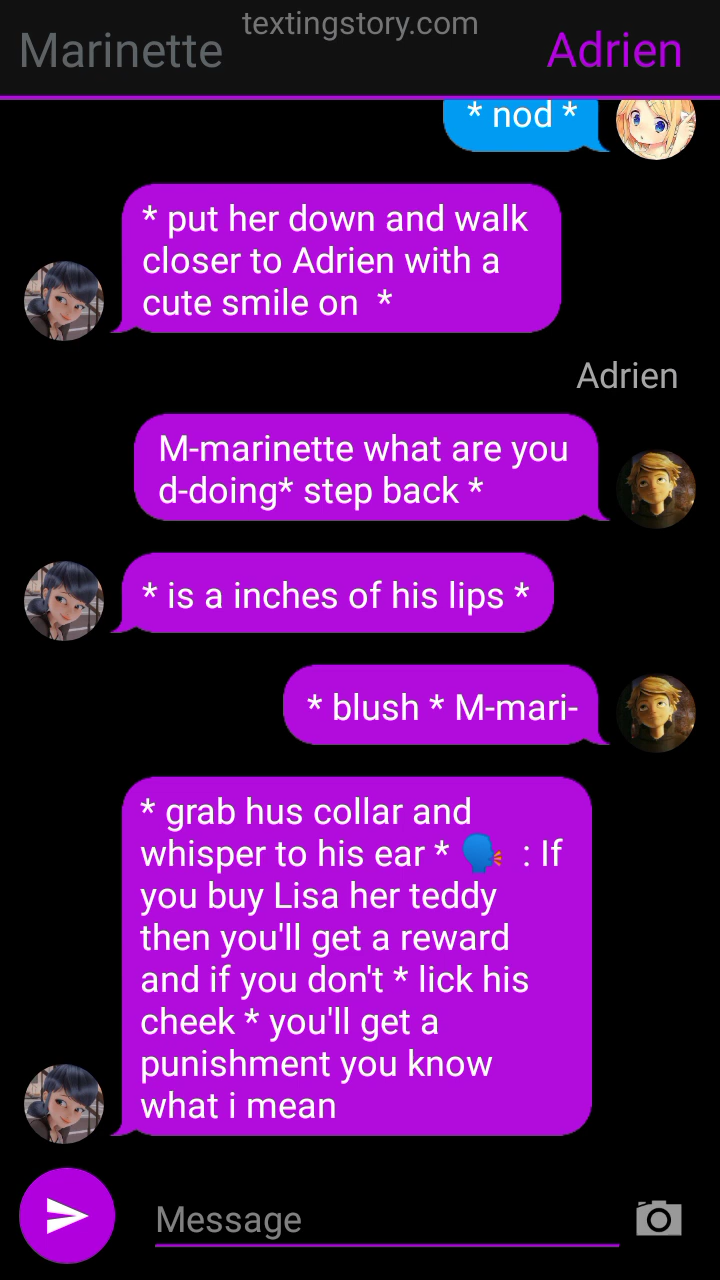 textingstory.com
Marinette
Adrien
* nod *
* put her down and walk
closer to Adrien with a
cute smile on  *
Adrien
M-marinette what are you
d-doing* step back *
* is a inches of his lips *
* blush * M-mari-
* grab hus collar and
whisper to his ear * 🗣 : If
you buy Lisa her teddy
then you'll get a reward
and if you don't * lick his
cheek * you'll get a
punishment you know
what i mean
Message